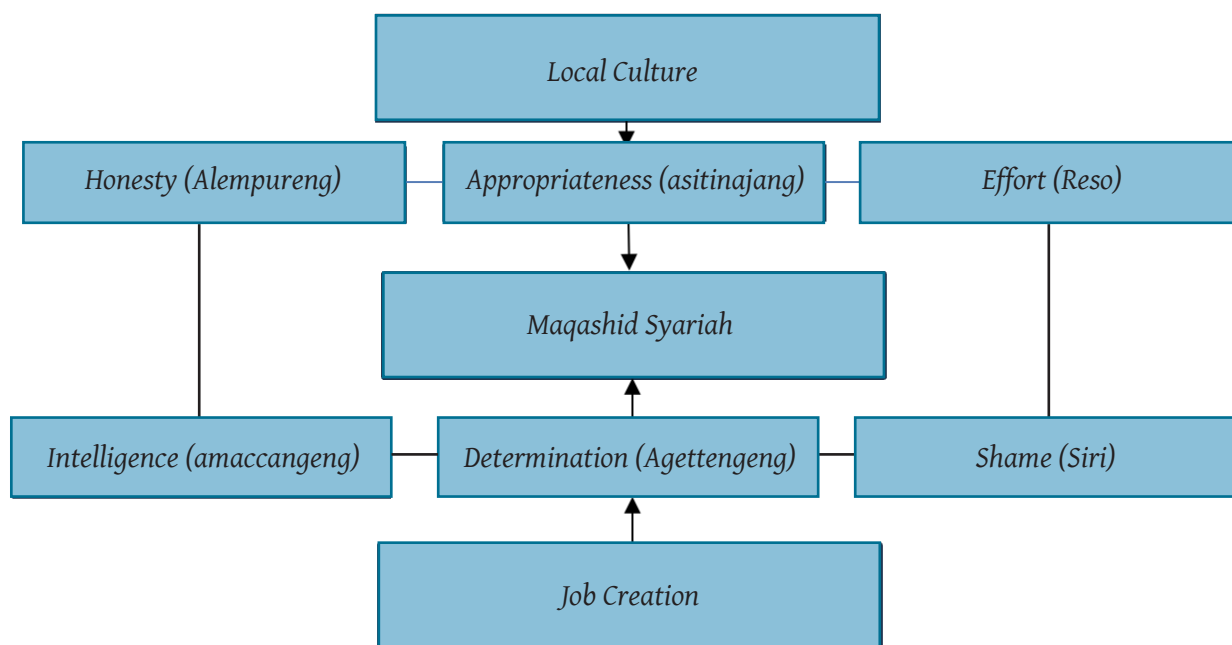 Local Culture
Honesty (Alempureng)
Appropriateness (asitinajang)
Effort (Reso)
Maqashid Syariah
Intelligence (amaccangeng)
Determination (Agettengeng)
Shame (Siri)
Job Creation